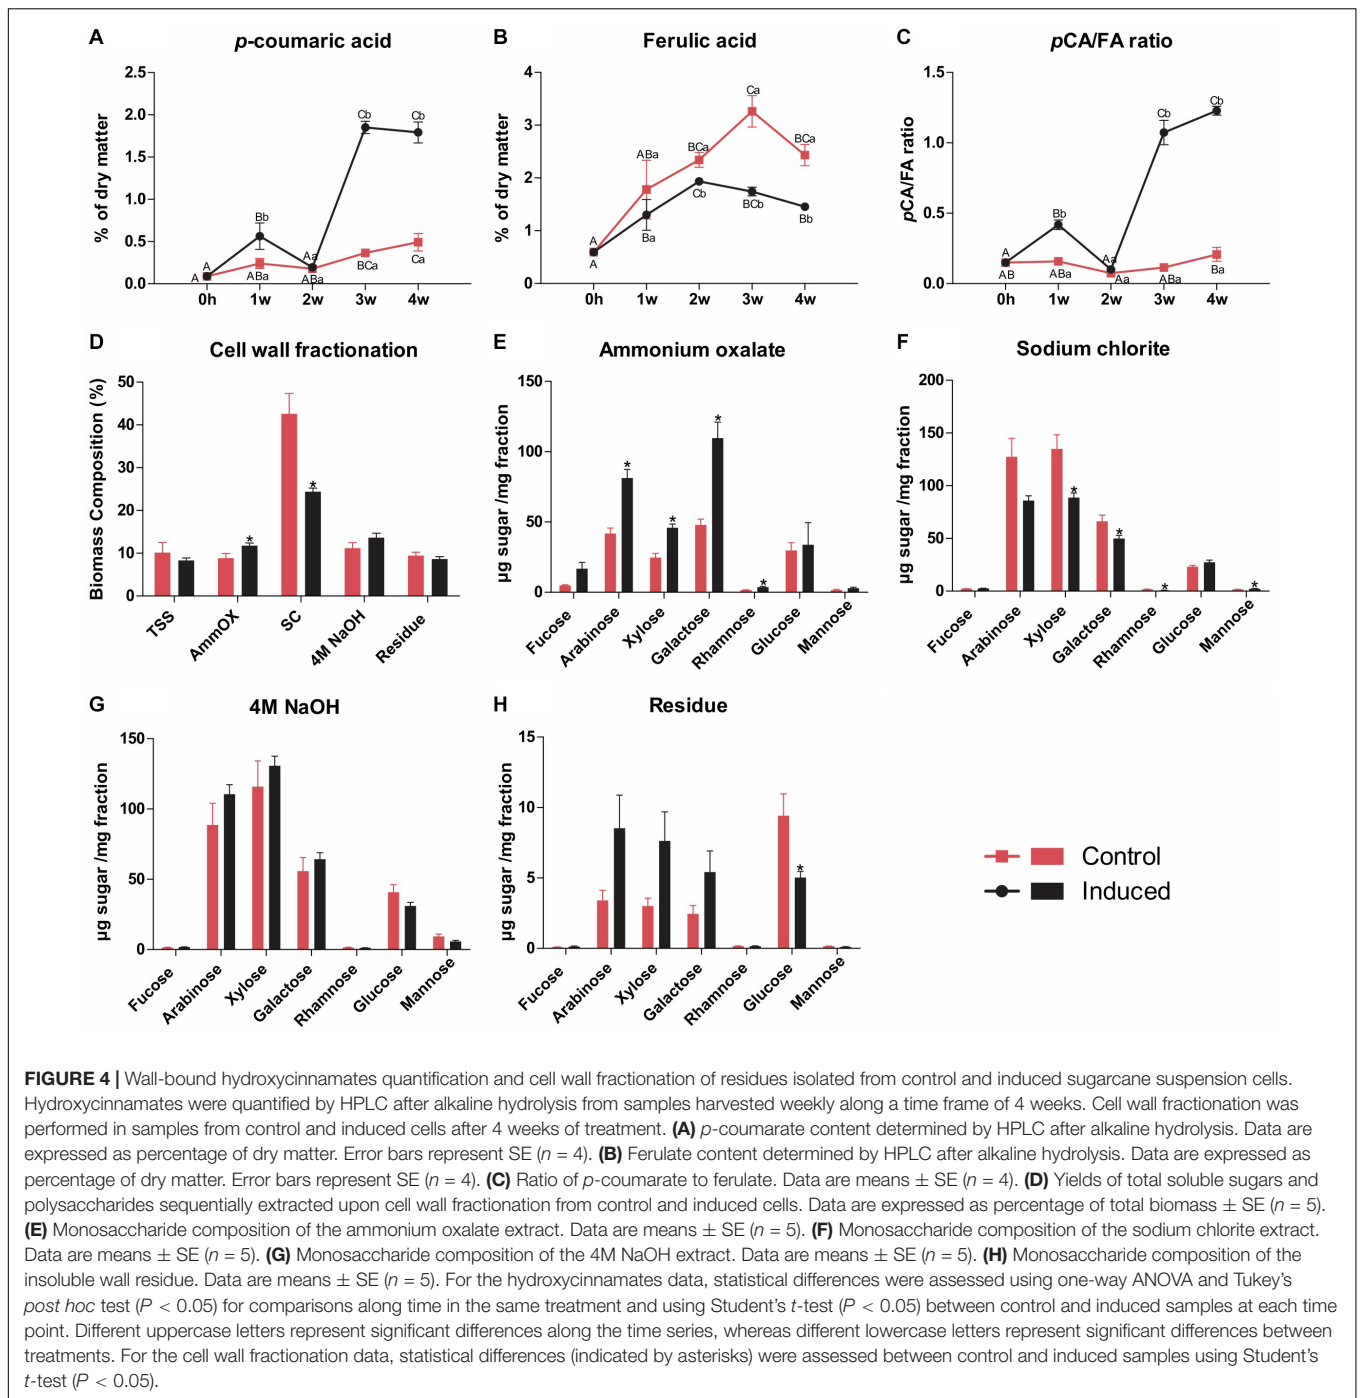 A p-coumaric acid
% of dry matter
2.5
2.0
1.5
1.0
0.5
0.0
A
A
Bb
ABa
Aa
ABa
Cb
BCa
Cb
Ca
0h 1w 2w 3w 4w
B Ferulic acid
% of dry matter
4
3
2
1
0
A
A
ABa
Ba
BCa
Cb
Ca
BCb
BCa
Bb
0h 1w 2w 3w 4w
C pCA/FA ratio
pCA/FA ratio
1.5
1.0
0.5
0.0
A
AB
Bb
ABa
Aa
Aa
Cb
ABa
Cb
Ba
0h 1w 2w 3w 4w
D Cell wall fractionation
Biomass Composition (%)
50
40
30
20
10
0
*
*
TSS AmmOX SC 4M NaOH Residue
E Ammonium oxalate
µg sugar /mg fraction
150
100
50
0
*
*
*
*
Fucose Arabinose Xylose Galactose Rhamnose Glucose Mannose
F Sodium chlorite
µg sugar /mg fraction
200
150
100
50
0
*
*
*
*
Fucose Arabinose Xylose Galactose Rhamnose Glucose Mannose
G 4M NaOH
µg sugar /mg fraction
150
100
50
0
Fucose Arabinose Xylose Galactose Rhamnose Glucose Mannose
H Residue
µg sugar /mg fraction
15
10
5
0
*
Fucose Arabinose Xylose Galactose Rhamnose Glucose Mannose
Control
Induced
FIGURE 4 | Wall-bound hydroxycinnamates quantification and cell wall fractionation of residues isolated from control and induced sugarcane suspension cells.
Hydroxycinnamates were quantified by HPLC after alkaline hydrolysis from samples harvested weekly along a time frame of 4 weeks. Cell wall fractionation was
performed in samples from control and induced cells after 4 weeks of treatment. (A) p-coumarate content determined by HPLC after alkaline hydrolysis. Data are
expressed as percentage of dry matter. Error bars represent SE (n = 4). (B) Ferulate content determined by HPLC after alkaline hydrolysis. Data are expressed as
percentage of dry matter. Error bars represent SE (n = 4). (C) Ratio of p-coumarate to ferulate. Data are means ± SE (n = 4). (D) Yields of total soluble sugars and
polysaccharides sequentially extracted upon cell wall fractionation from control and induced cells. Data are expressed as percentage of total biomass ± SE (n = 5).
(E) Monosaccharide composition of the ammonium oxalate extract. Data are means ± SE (n = 5). (F) Monosaccharide composition of the sodium chlorite extract.
Data are means ± SE (n = 5). (G) Monosaccharide composition of the 4M NaOH extract. Data are means ± SE (n = 5). (H) Monosaccharide composition of the
insoluble wall residue. Data are means ± SE (n = 5). For the hydroxycinnamates data, statistical differences were assessed using one-way ANOVA and Tukey's
post hoc test (P < 0.05) for comparisons along time in the same treatment and using Student's t-test (P < 0.05) between control and induced samples at each time
point. Different uppercase letters represent significant differences along the time series, whereas different lowercase letters represent significant differences between
treatments. For the cell wall fractionation data, statistical differences (indicated by asterisks) were assessed between control and induced samples using Student's
t-test (P < 0.05).